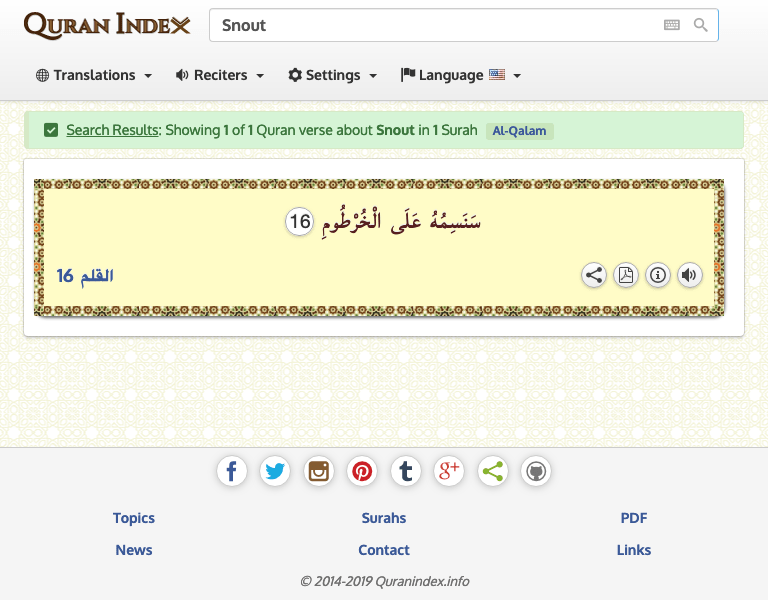 QURAN INDEX
Snout
Translations Reciters Settings Language
Search Results: Showing 1 of 1 Quran verse about Snout in 1 Surah Al-Qalam
سَنَسِمُهُ عَلَى الْخُرْطُومِ 16
القلم 16
Topics Surahs PDF
News Contact Links
© 2014-2019 Quranindex.info